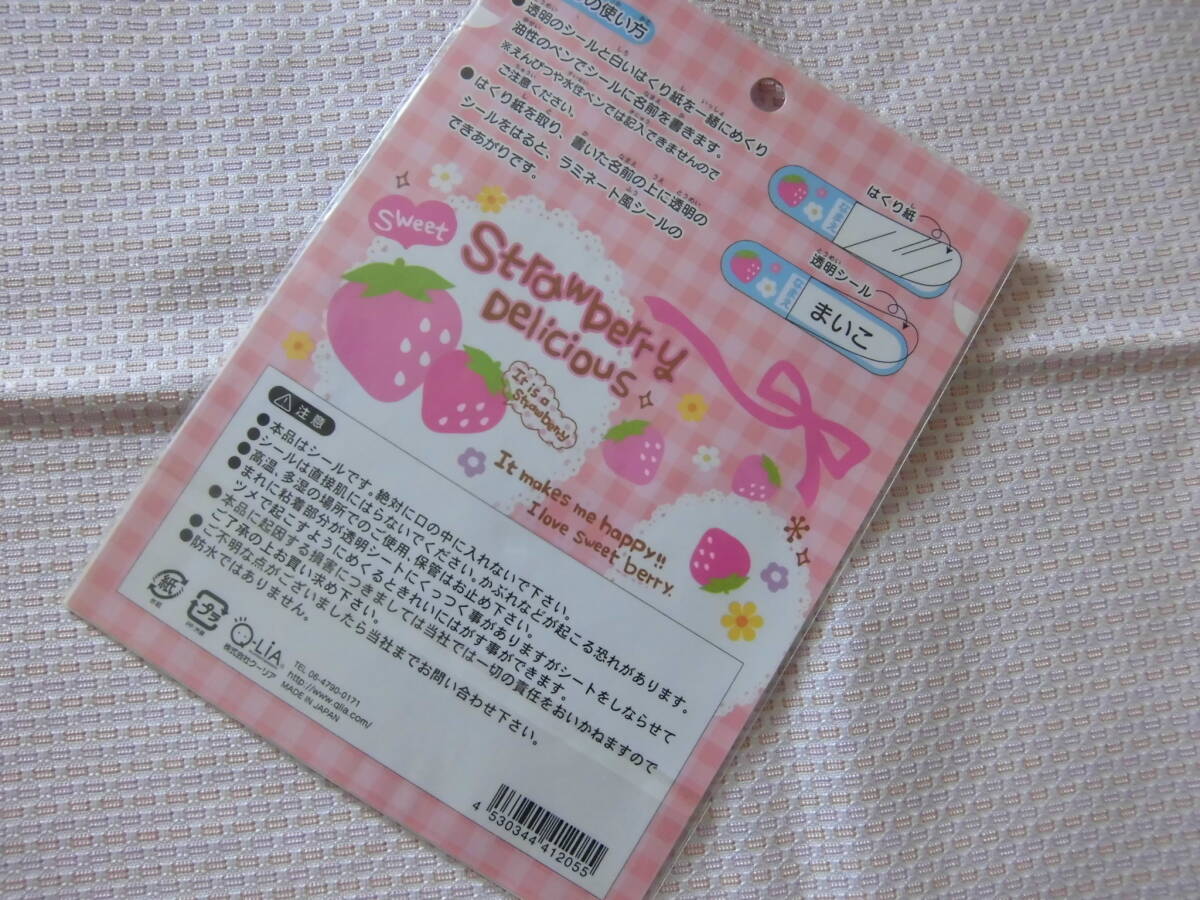 の使い方
●透明のシールと白いはくり紙を一緒にめくり
油性のペンでシールに名前を書きます。
※えんぴつや水性ペンでは記入できませんので
ご注意ください。
●はくり紙を取り、書いた名前の上に透明の
シールをはると、ラミネート風シールの
できあがりです。
はくり紙
なまえ
透明シール
なまえ
まいこ
Sweet
Strawberry
Delicious
It is a
Strawberry
It makes me happy!!
I love sweet berry.
注意
●本品はシールです。絶対に口の中に入れないで下さい。
●シールは直接肌にはらないでください。かぶれなどが起こる恐れがあります。
●高温、多湿の場所でのご使用、保管はお止め下さい。
●まれに粘着部分が透明シートにくっつく事がありますがシートをしならせて
ツメで起こすようにめくるときれいにはがす事ができます。
●本品に起因する損害につきましては当社では一切の責任をおいかねますので
ご了承の上お買い求め下さい。
●ご不明な点がございましたら当社までお問い合わせ下さい。
●防水ではありません。
紙
プラ
Q-LiA®
株式会社クーリア
TEL 06-4790-0171
http://www.qlia.com/
MADE IN JAPAN
4 530344 412055